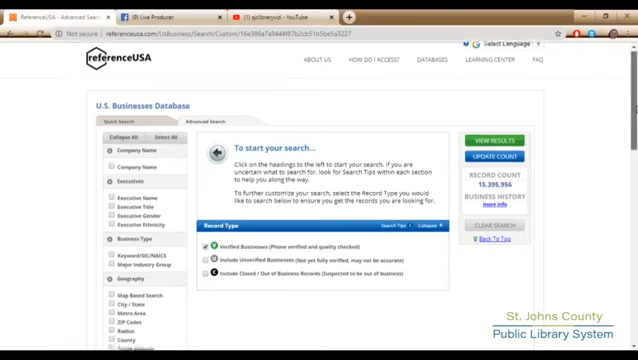 referenceUSA - Advanced Sear
(1) Live Producer
sjclibraryvid - YouTube
Not secure
referenceusa.com/UsBusiness/Search/Custom/16e386a7a9444f87b2cb51b5be5a3227
Select Language
referenceUSA
ABOUT US
HOW DO I ACCESS?
DATABASES
LEARNING CENTER
FAQ
U.S. Businesses Database
Quick Search
Advanced Search
Collapse All
Select All
Company Name
Company Name
Executives
Executive Name
Executive Title
Executive Gender
Executive Ethnicity
Business Type
Keyword/SIC/NAICS
Major Industry Group
Geography
Map Based Search
City / State
Metro Area
ZIP Codes
Radius
County
To start your search...
Click on the headings to the left to start your search. If you are
uncertain what to search for, look for Search Tips within each section
to help you along the way.
To further customize your search, select the Record Type you would
like to search below to ensure you get the records you are looking for.
Record Type
Search Tips
Collapse
V
Verified Businesses (Phone verified and quality checked)
U
Include Unverified Businesses (Not yet fully verified, may not be accurate)
C
Include Closed / Out of Business Records (Suspected to be out of business)
VIEW RESULTS
UPDATE COUNT
RECORD COUNT
15,395,956
BUSINESS HISTORY
more info
CLEAR SEARCH
Back To Top
St. Johns County
Public Library System